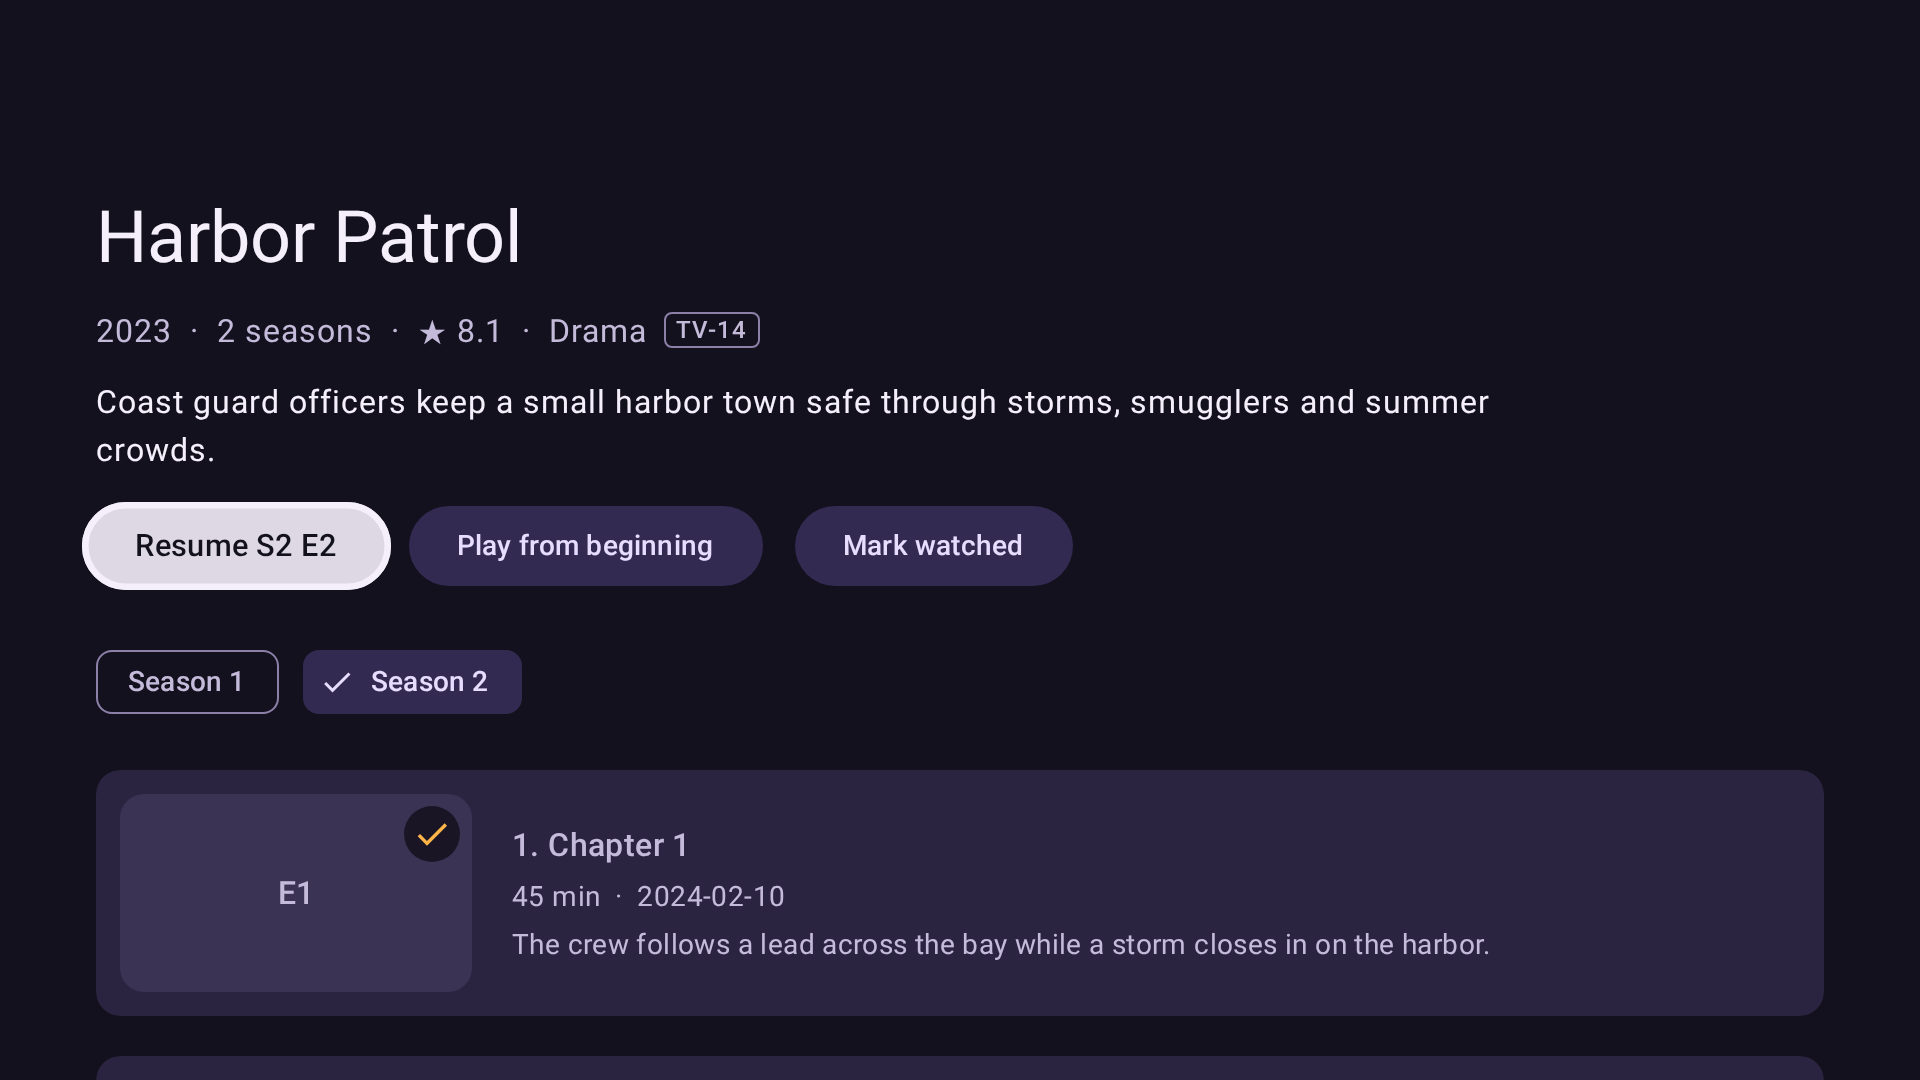 Harbor Patrol
2023 · 2 seasons · ★ 8.1 · Drama TV-14
Coast guard officers keep a small harbor town safe through storms, smugglers and summer
crowds.
Resume S2 E2 Play from beginning Mark watched
Season 1 Season 2
E1
1. Chapter 1
45 min · 2024-02-10
The crew follows a lead across the bay while a storm closes in on the harbor.